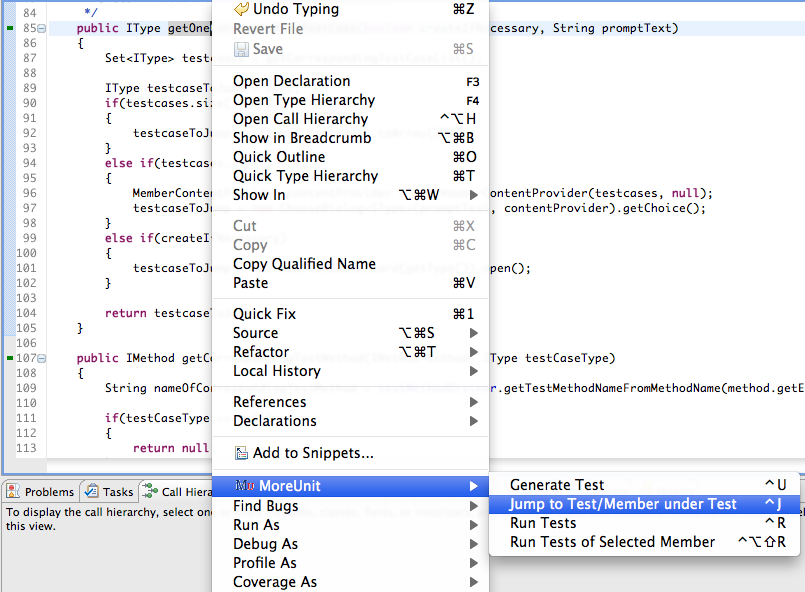 84 */
85 public IType getOne cessary, String promptText)
86 {
87 Set<IType> testc
88
89 IType testcaseTo
90 if(testcases.siz
91 {
92 testcaseToJ
93 }
94 else if(testcase
95 {
96 MemberConten ontentProvider(testcases, null);
97 testcaseToJ , contentProvider).getChoice();
98 }
99 else if(createI
100 {
101 testcaseToJ pen();
102 }
103
104 return testcase
105 }
106
107 public IMethod getCo Type testCaseType)
108 {
109 String nameOfCo .getTestMethodNameFromMethodName(method.getE
110
111 if(testCaseType
112 {
113 return null
Undo Typing ⌘Z
Revert File
Save ⌘S
Open Declaration F3
Open Type Hierarchy F4
Open Call Hierarchy ^⌥H
Show in Breadcrumb ⌥⌘B
Quick Outline ⌘O
Quick Type Hierarchy ⌘T
Show In ⌥⌘W
Cut ⌘X
Copy ⌘C
Copy Qualified Name
Paste ⌘V
Quick Fix ⌘1
Source ⌥⌘S
Refactor ⌥⌘T
Local History
References
Declarations
Add to Snippets...
MoreUnit
Find Bugs
Run As
Debug As
Profile As
Coverage As
Generate Test ^U
Jump to Test/Member under Test ^J
Run Tests ^R
Run Tests of Selected Member ^⌥⇧R
Problems Tasks Call Hiera
To display the call hierarchy, select on
this view.